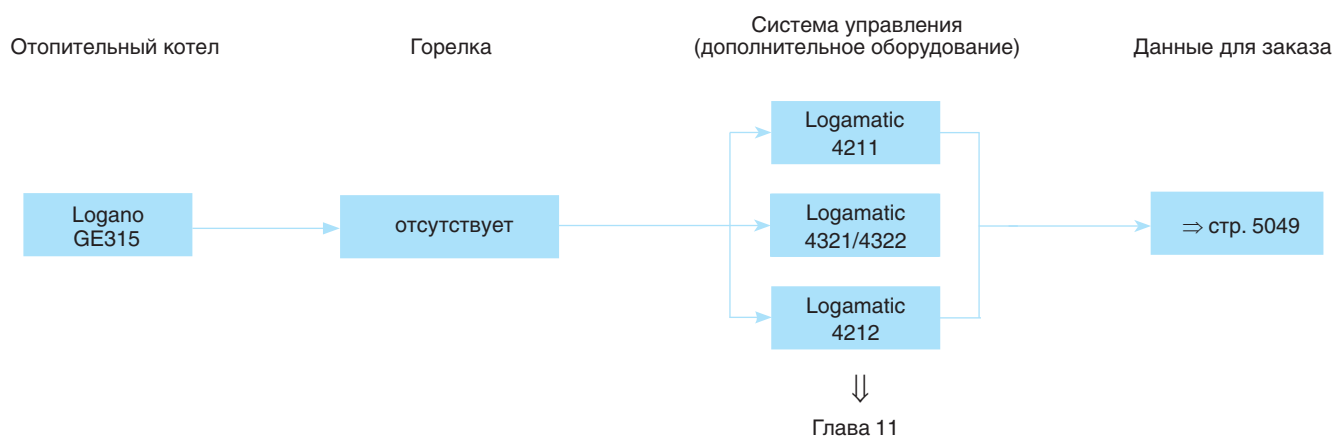 Отопительный котел
Горелка
Система управления
(дополнительное оборудование)
Данные для заказа
Logano
GE315
отсутствует
Logamatic
4211
Logamatic
4321/4322
Logamatic
4212
⇒ стр. 5049
⇓
Глава 11